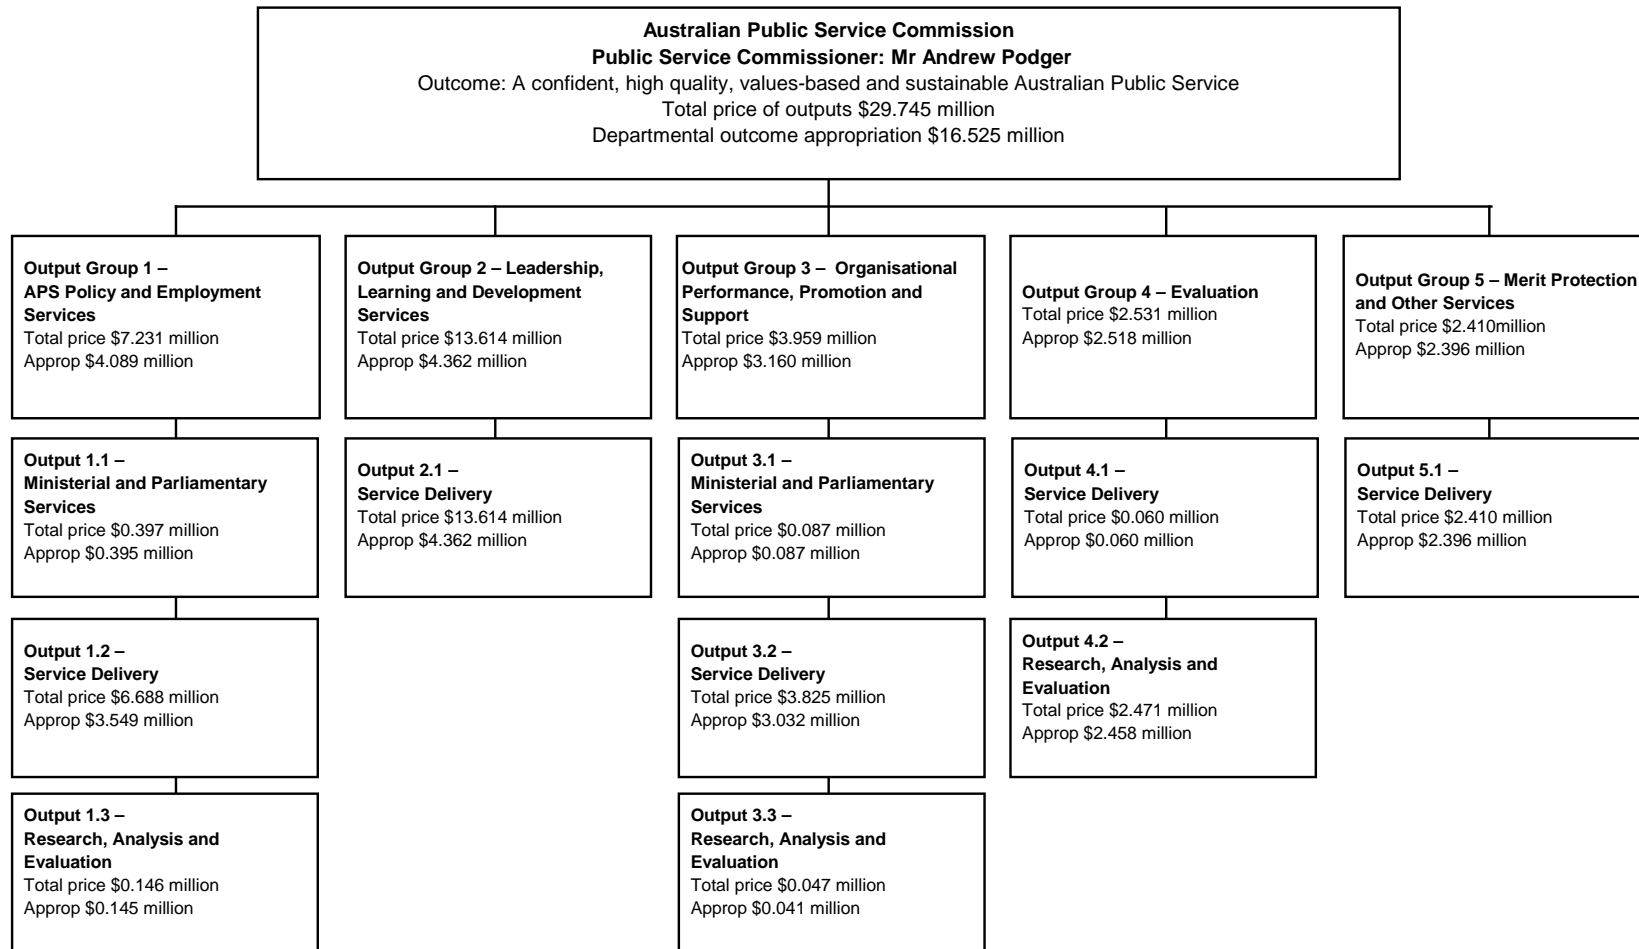 Australian Public Service Commission
Public Service Commissioner: Mr Andrew Podger
Outcome: A confident, high quality, values-based and sustainable Australian Public Service
Total price of outputs $29.745 million
Departmental outcome appropriation $16.525 million
Output Group 1 –
APS Policy and Employment
Services
Total price $7.231 million
Approp $4.089 million
Output Group 2 – Leadership,
Learning and Development
Services
Total price $13.614 million
Approp $4.362 million
Output Group 3 – Organisational
Performance, Promotion and
Support
Total price $3.959 million
Approp $3.160 million
Output Group 4 – Evaluation
Total price $2.531 million
Approp $2.518 million
Output Group 5 – Merit Protection
and Other Services
Total price $2.410million
Approp $2.396 million
Output 1.1 –
Ministerial and Parliamentary
Services
Total price $0.397 million
Approp $0.395 million
Output 2.1 –
Service Delivery
Total price $13.614 million
Approp $4.362 million
Output 3.1 –
Ministerial and Parliamentary
Services
Total price $0.087 million
Approp $0.087 million
Output 4.1 –
Service Delivery
Total price $0.060 million
Approp $0.060 million
Output 5.1 –
Service Delivery
Total price $2.410 million
Approp $2.396 million
Output 1.2 –
Service Delivery
Total price $6.688 million
Approp $3.549 million
Output 3.2 –
Service Delivery
Total price $3.825 million
Approp $3.032 million
Output 4.2 –
Research, Analysis and
Evaluation
Total price $2.471 million
Approp $2.458 million
Output 1.3 –
Research, Analysis and
Evaluation
Total price $0.146 million
Approp $0.145 million
Output 3.3 –
Research, Analysis and
Evaluation
Total price $0.047 million
Approp $0.041 million